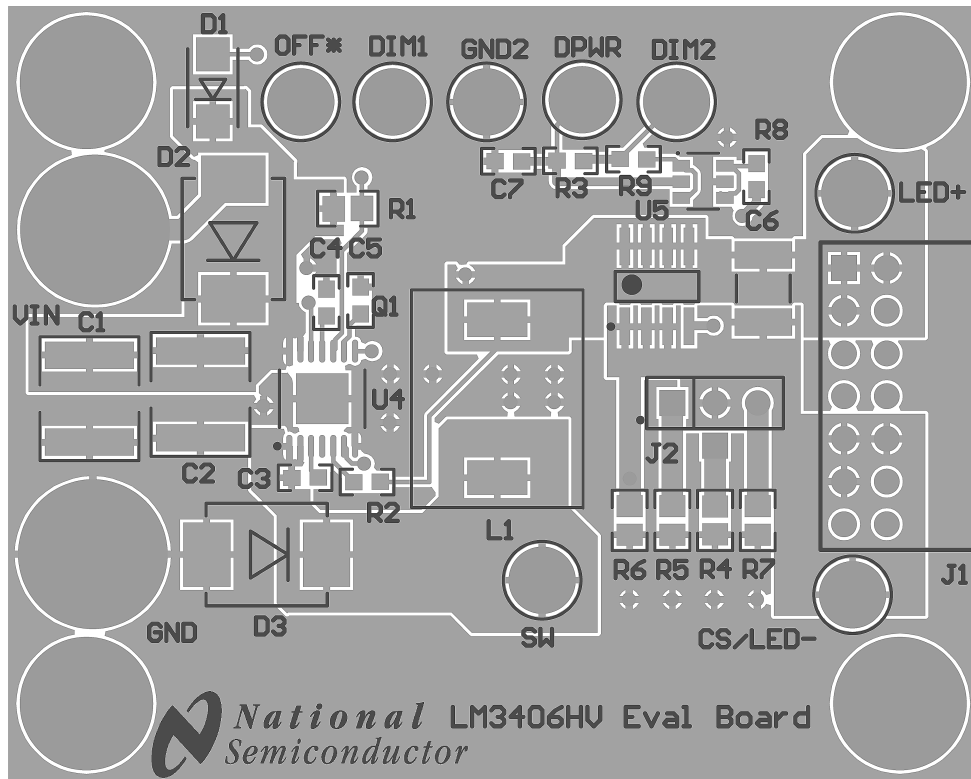 D1
OFF* DIM1 GND2 DPWR DIM2
R8
D2
C7 R3 R9
LED+
R1
U5
C6
C4 C5
VIN
C1
Q1
U4
J2
C2 C3
R2
L1
R6 R5 R4 R7
J1
GND
D3
SW
CS/LED-
National LM3406HV Eval Board
Semiconductor